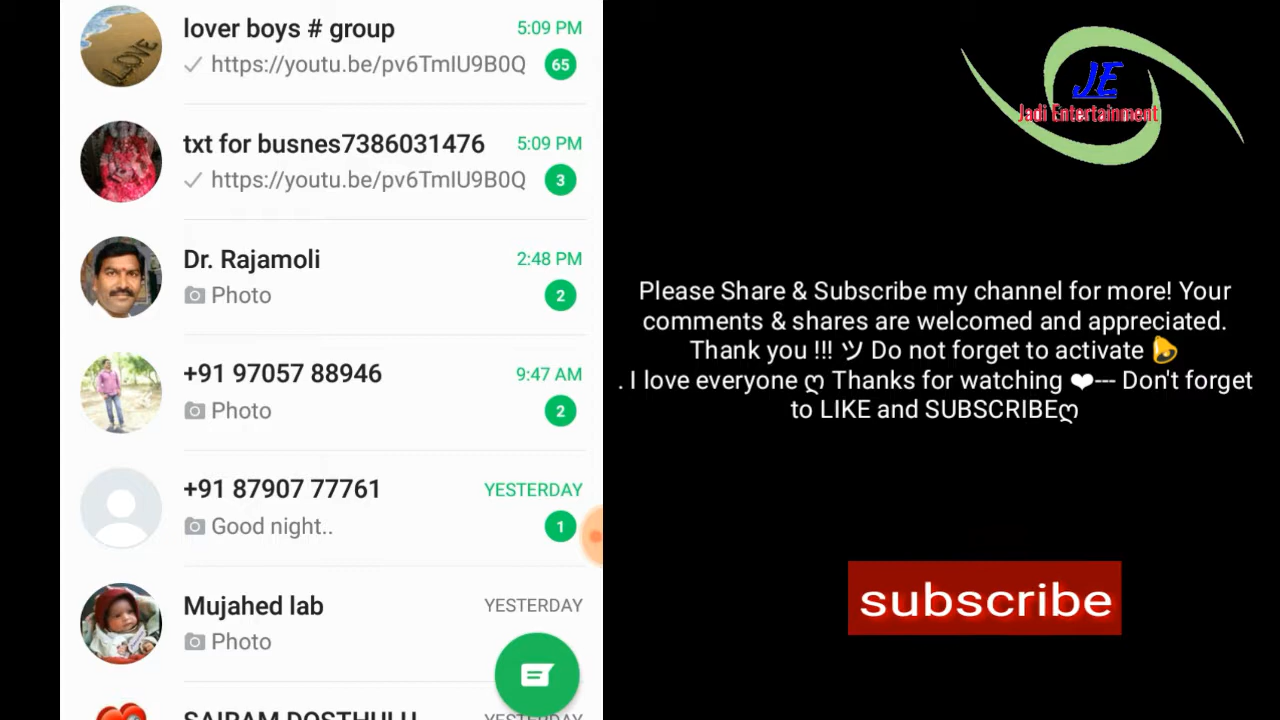 lover boys # group 5:09 PM
https://youtu.be/pv6TmIU9B0Q 65
txt for busnes7386031476 5:09 PM
https://youtu.be/pv6TmIU9B0Q 3
Dr. Rajamoli 2:48 PM
Photo 2
+91 97057 88946 9:47 AM
Photo 2
+91 87907 77761 YESTERDAY
Good night.. 1
Mujahed lab YESTERDAY
Photo
SAIRAM DOSTHULU YESTERDAY
JE
Jadi Entertainment
Please Share & Subscribe my channel for more! Your
comments & shares are welcomed and appreciated.
Thank you !!! ツ Do not forget to activate 🔔
. I love everyone ღ Thanks for watching ❤--- Don't forget
to LIKE and SUBSCRIBEღ
subscribe